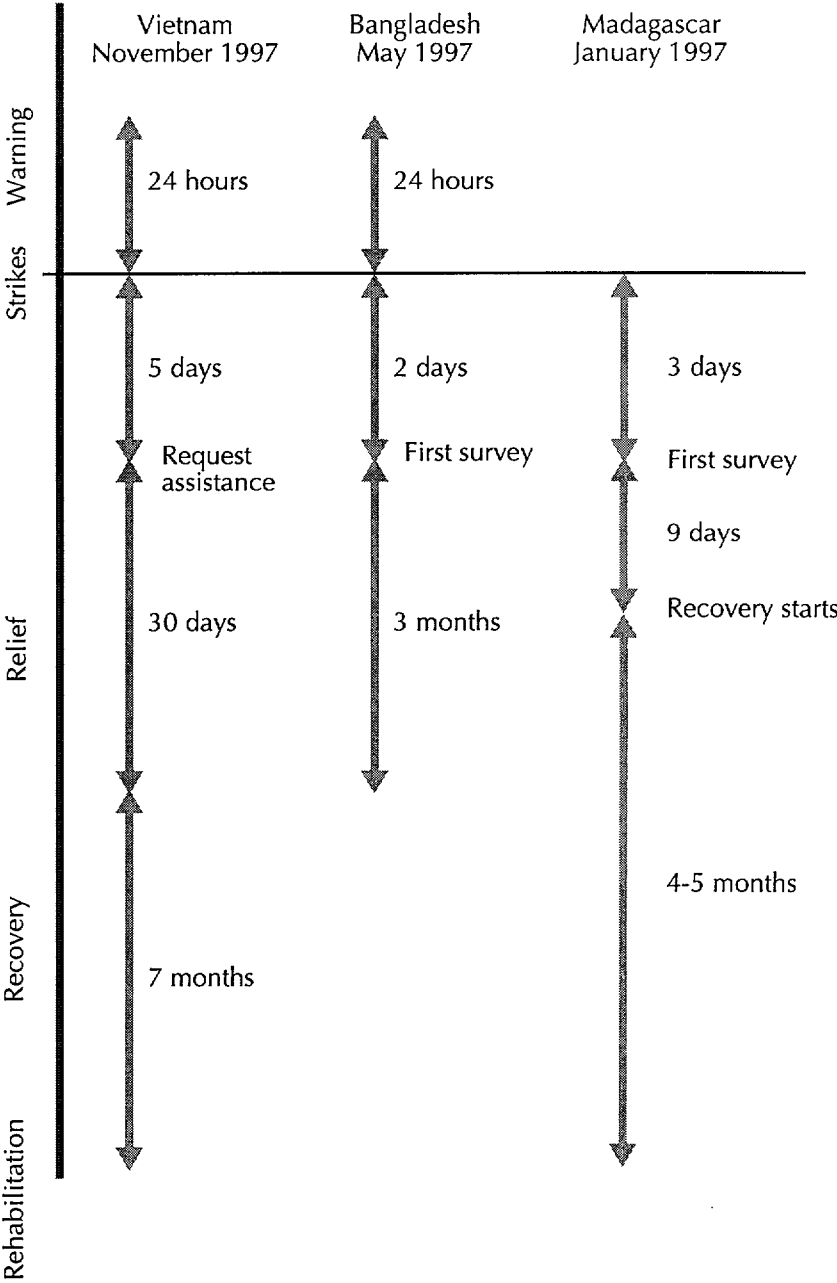 Vietnam
November 1997
Bangladesh
May 1997
Madagascar
January 1997
Warning
24 hours
24 hours
Strikes
5 days
2 days
3 days
Request
assistance
First survey
First survey
9 days
Recovery starts
Relief
30 days
3 months
4-5 months
Recovery
7 months
Rehabilitation